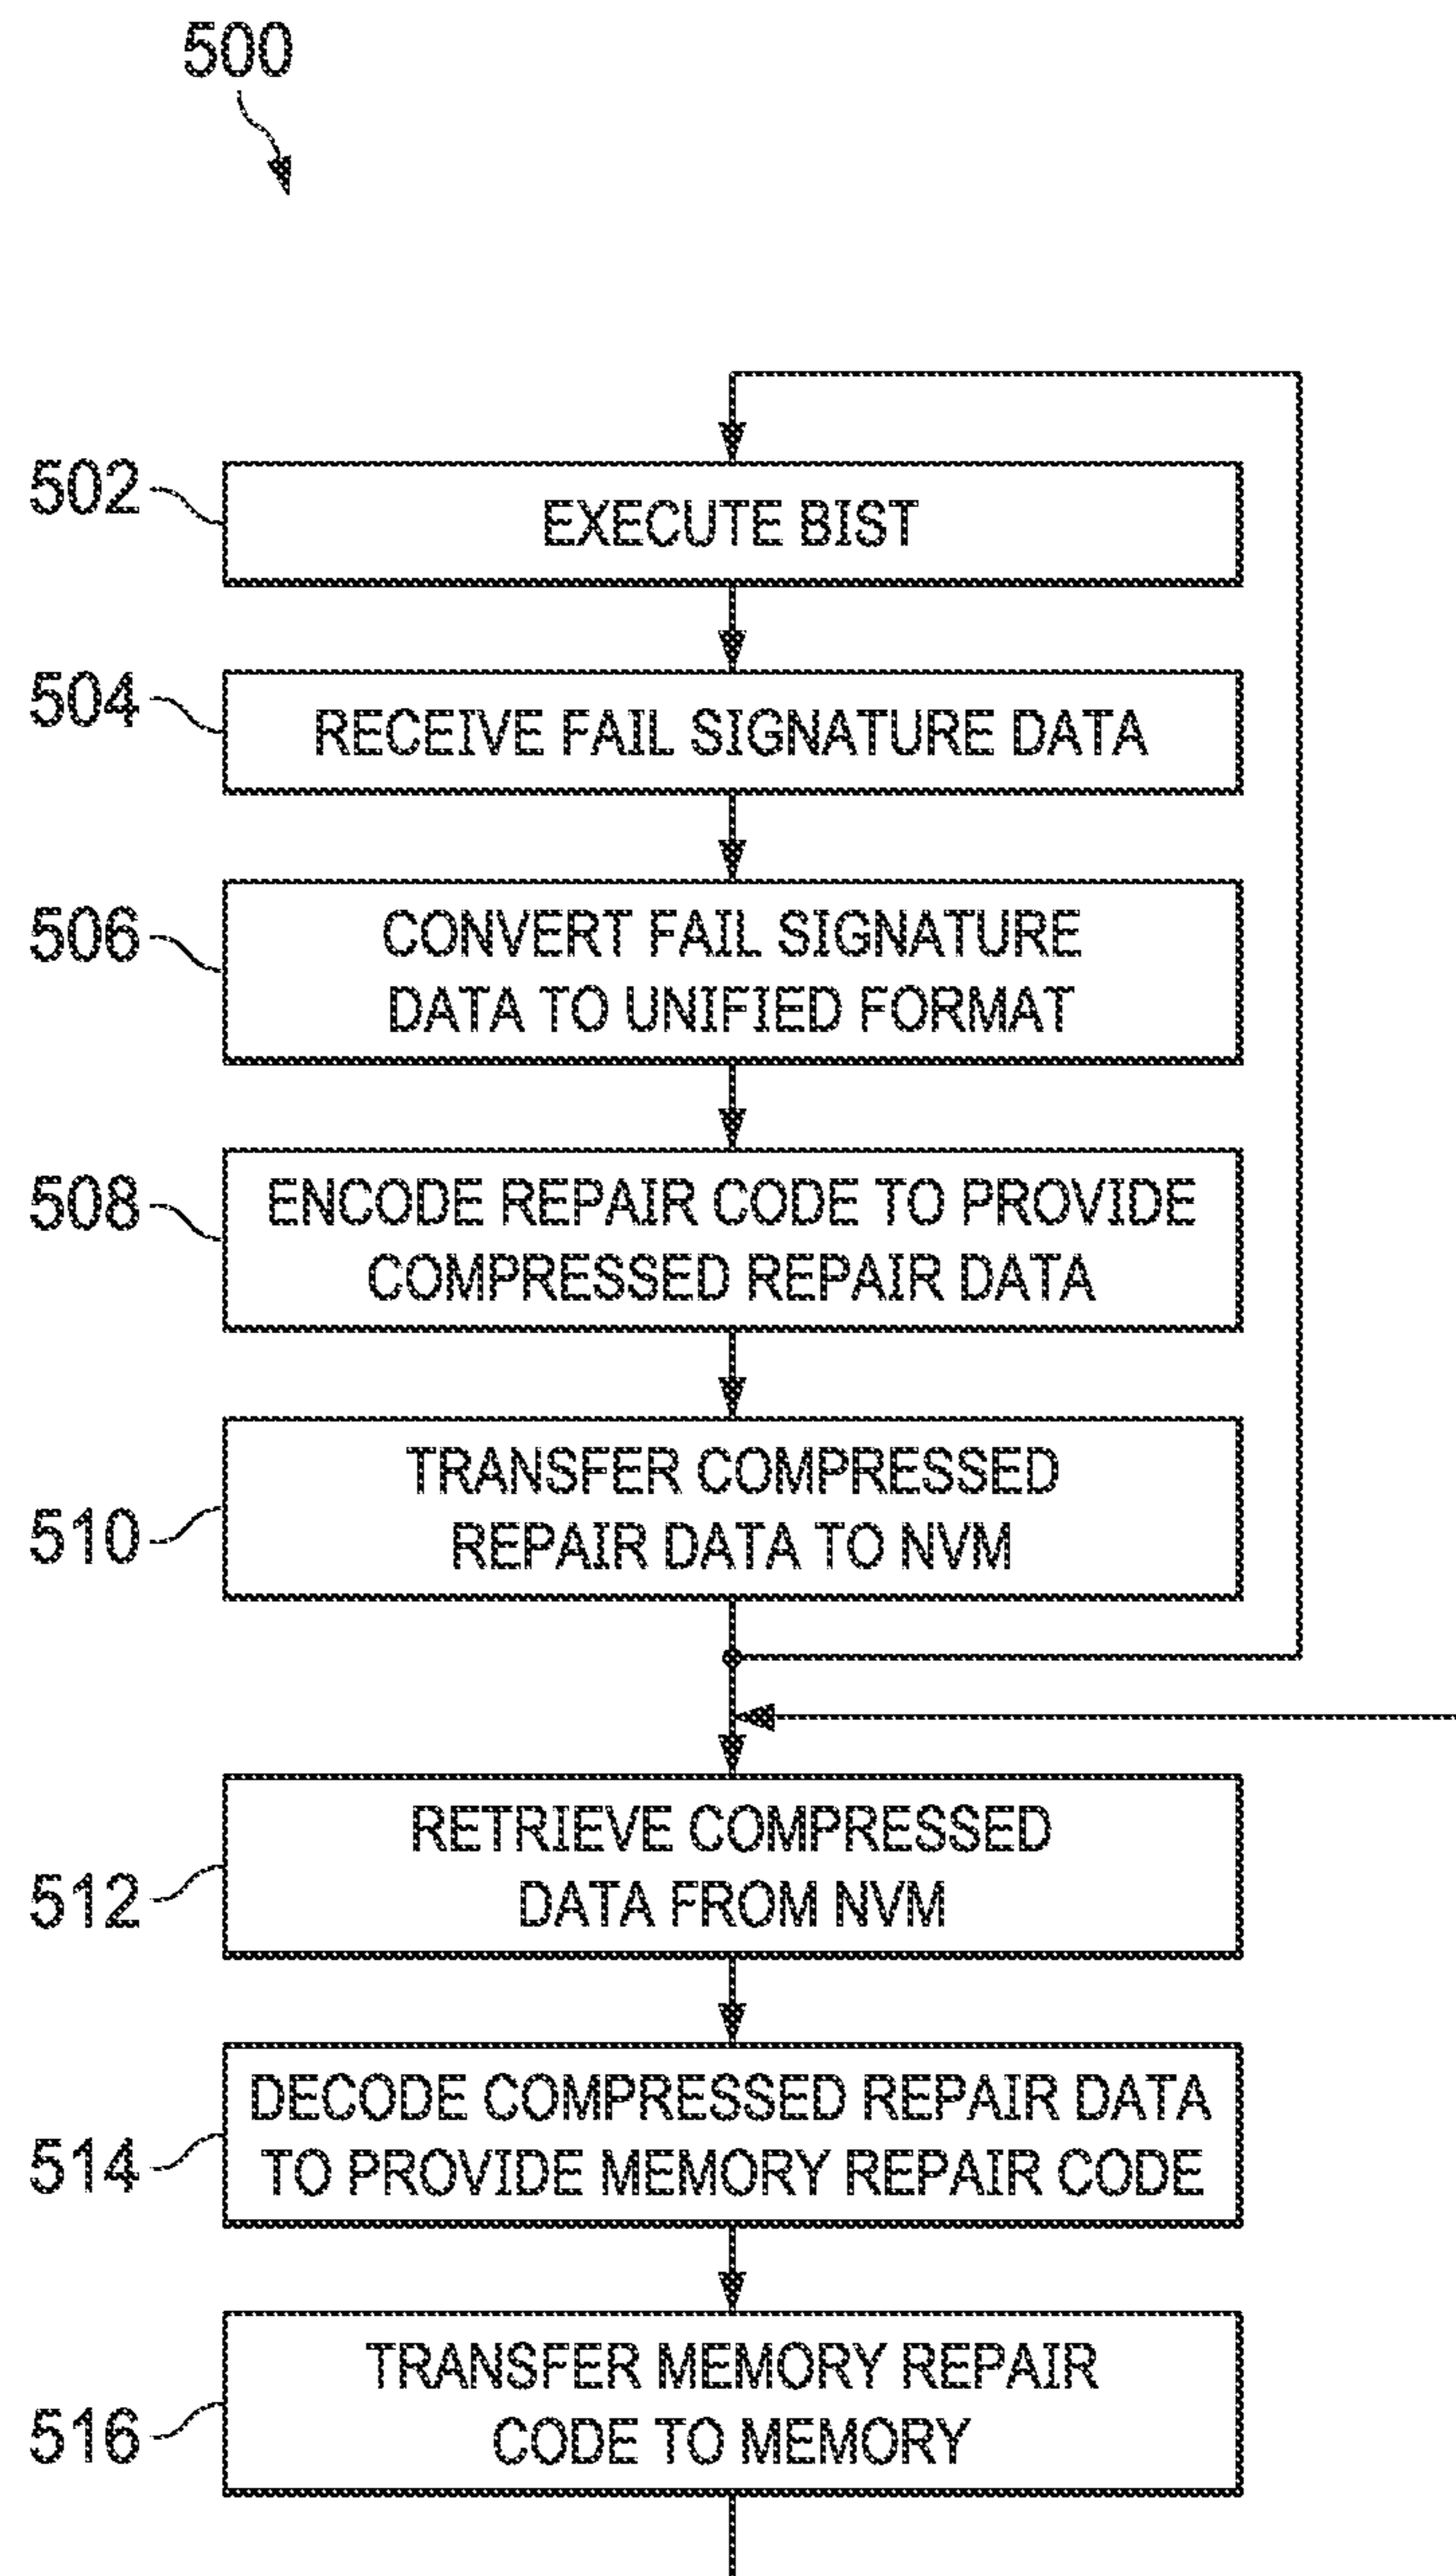 500
502
EXECUTE BIST
504
RECEIVE FAIL SIGNATURE DATA
506
CONVERT FAIL SIGNATURE
DATA TO UNIFIED FORMAT
508
ENCODE REPAIR CODE TO PROVIDE
COMPRESSED REPAIR DATA
510
TRANSFER COMPRESSED
REPAIR DATA TO NVM
512
RETRIEVE COMPRESSED
DATA FROM NVM
514
DECODE COMPRESSED REPAIR DATA
TO PROVIDE MEMORY REPAIR CODE
516
TRANSFER MEMORY REPAIR
CODE TO MEMORY